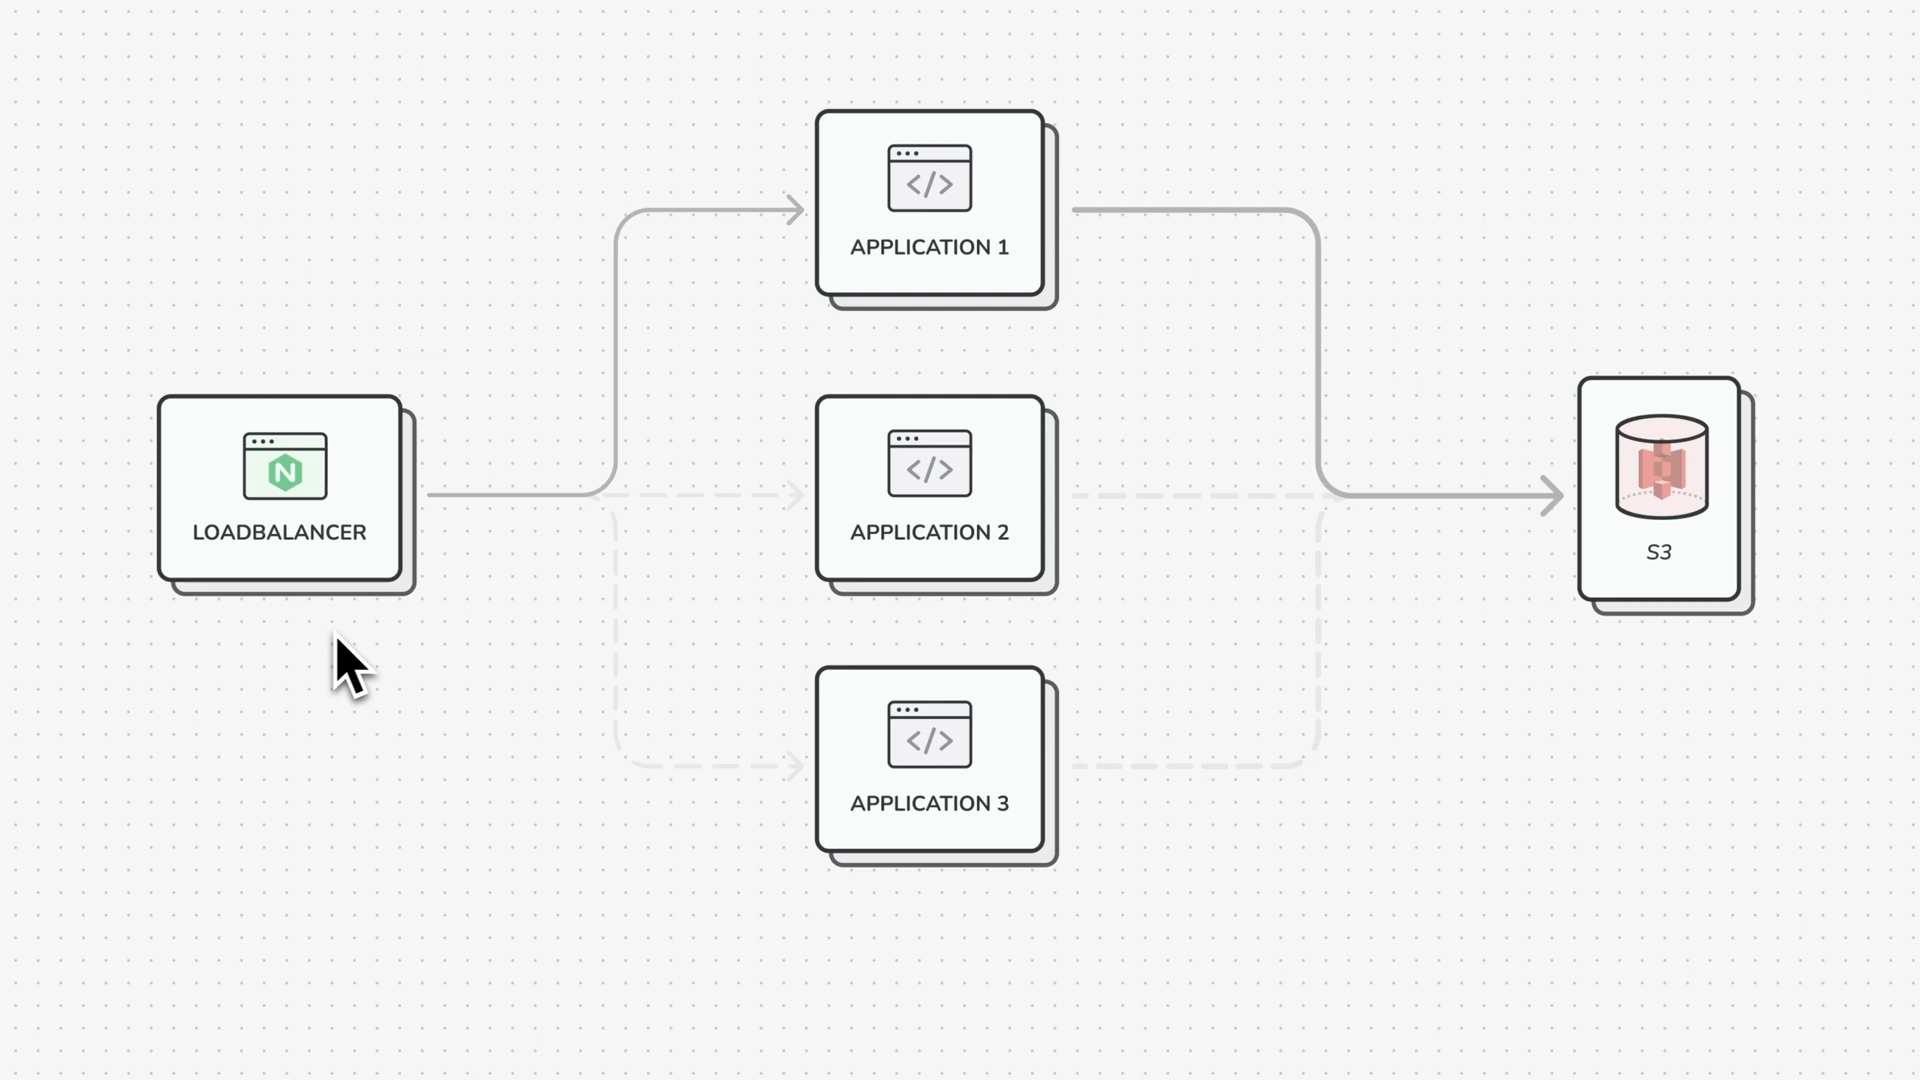 APPLICATION 1
N
LOADBALANCER
APPLICATION 2
S3
APPLICATION 3